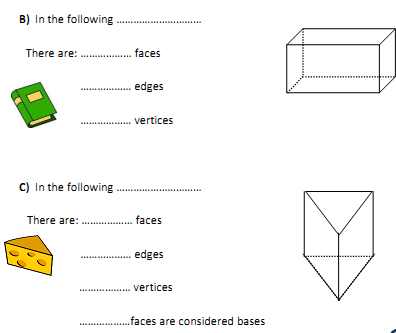 B) In the following ..............................
There are: .................. faces
.................. edges
.................. vertices
C) In the following ..............................
There are: .................. faces
.................. edges
.................. vertices
..................faces are considered bases